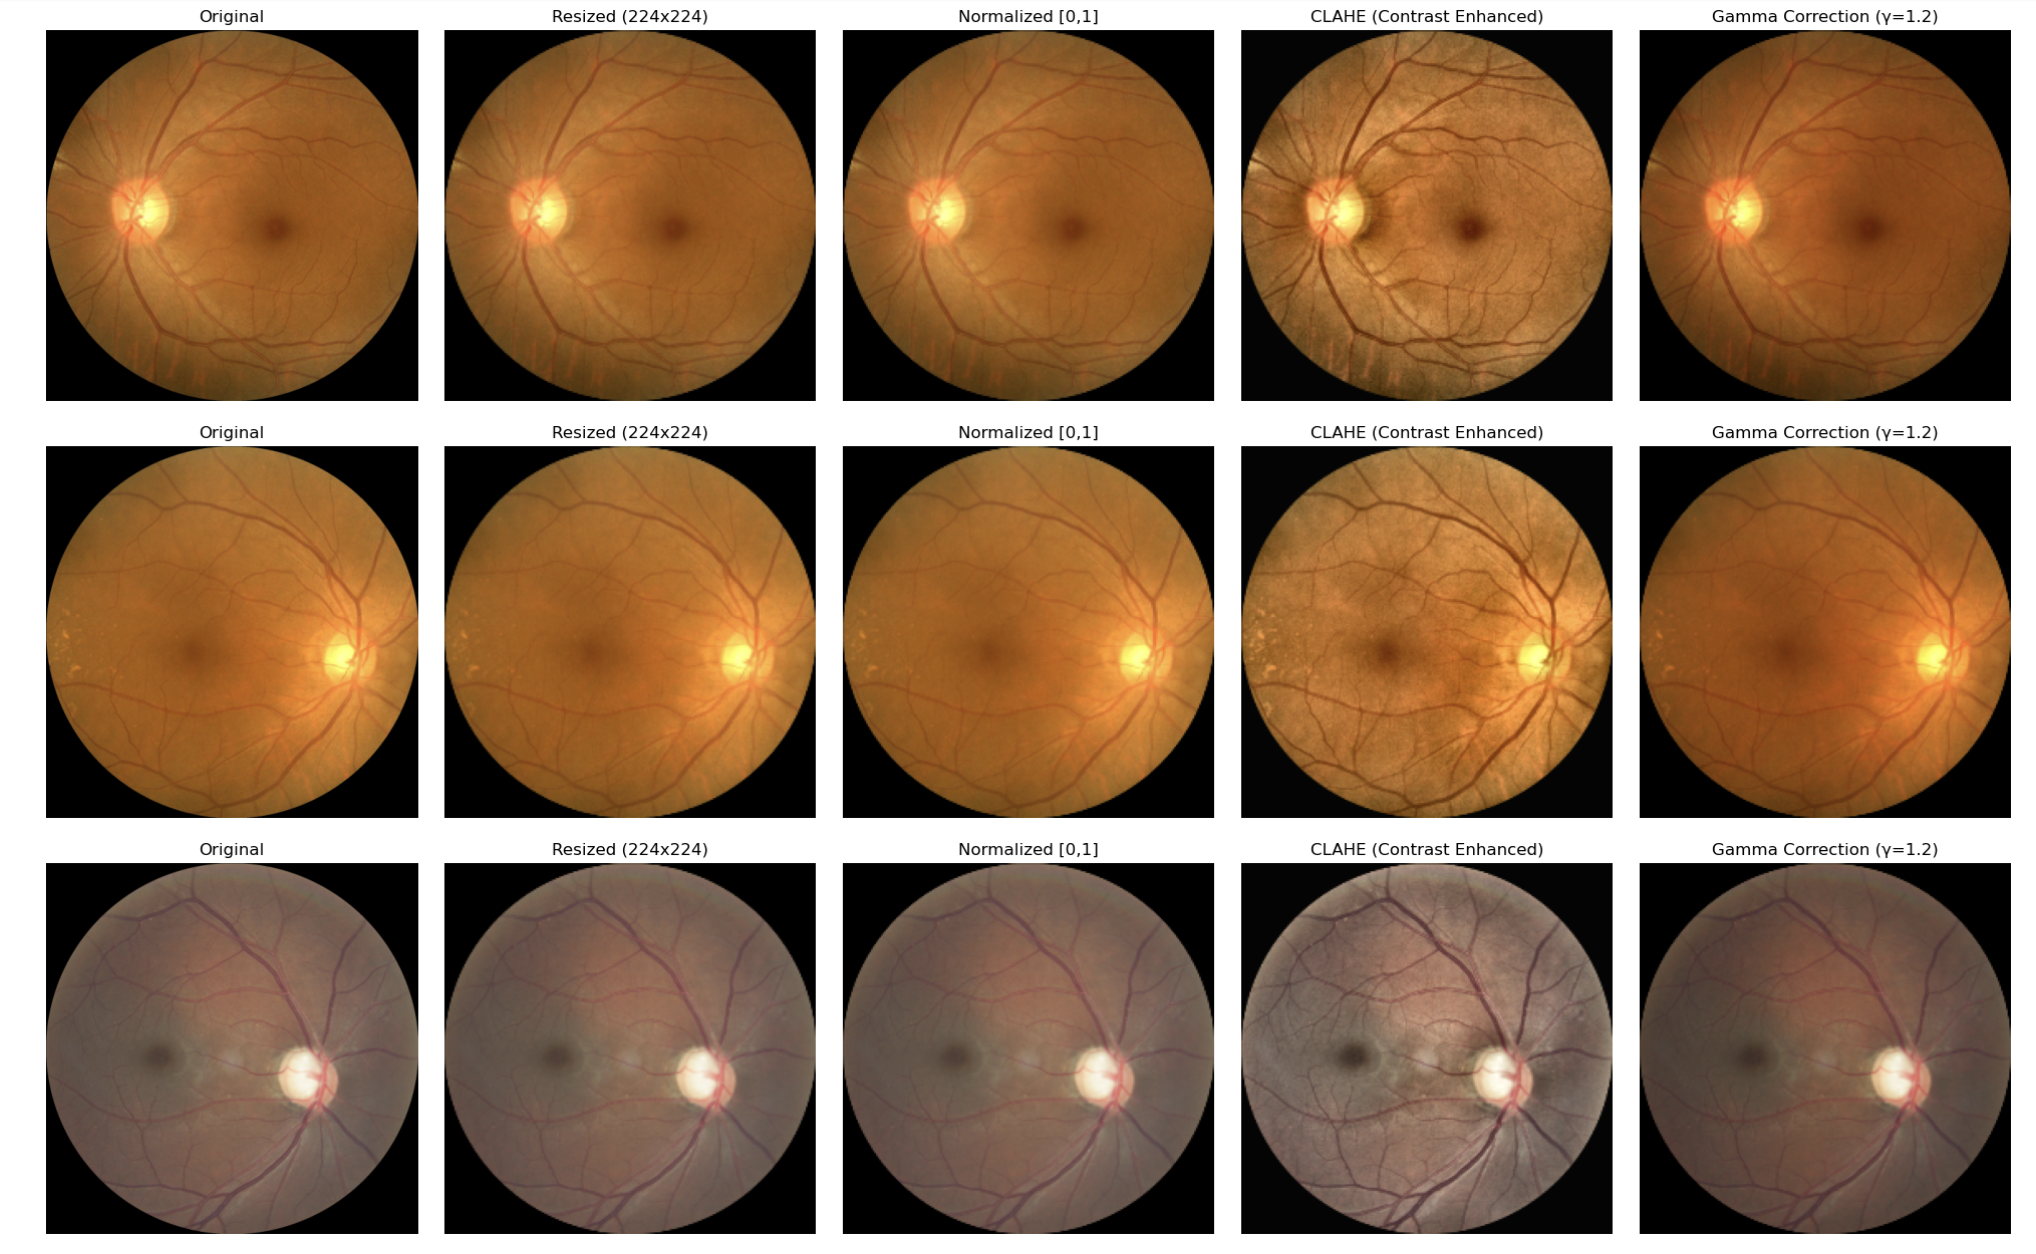 Original Resized (224x224) Normalized [0,1] CLAHE (Contrast Enhanced) Gamma Correction (γ=1.2)
Original Resized (224x224) Normalized [0,1] CLAHE (Contrast Enhanced) Gamma Correction (γ=1.2)
Original Resized (224x224) Normalized [0,1] CLAHE (Contrast Enhanced) Gamma Correction (γ=1.2)